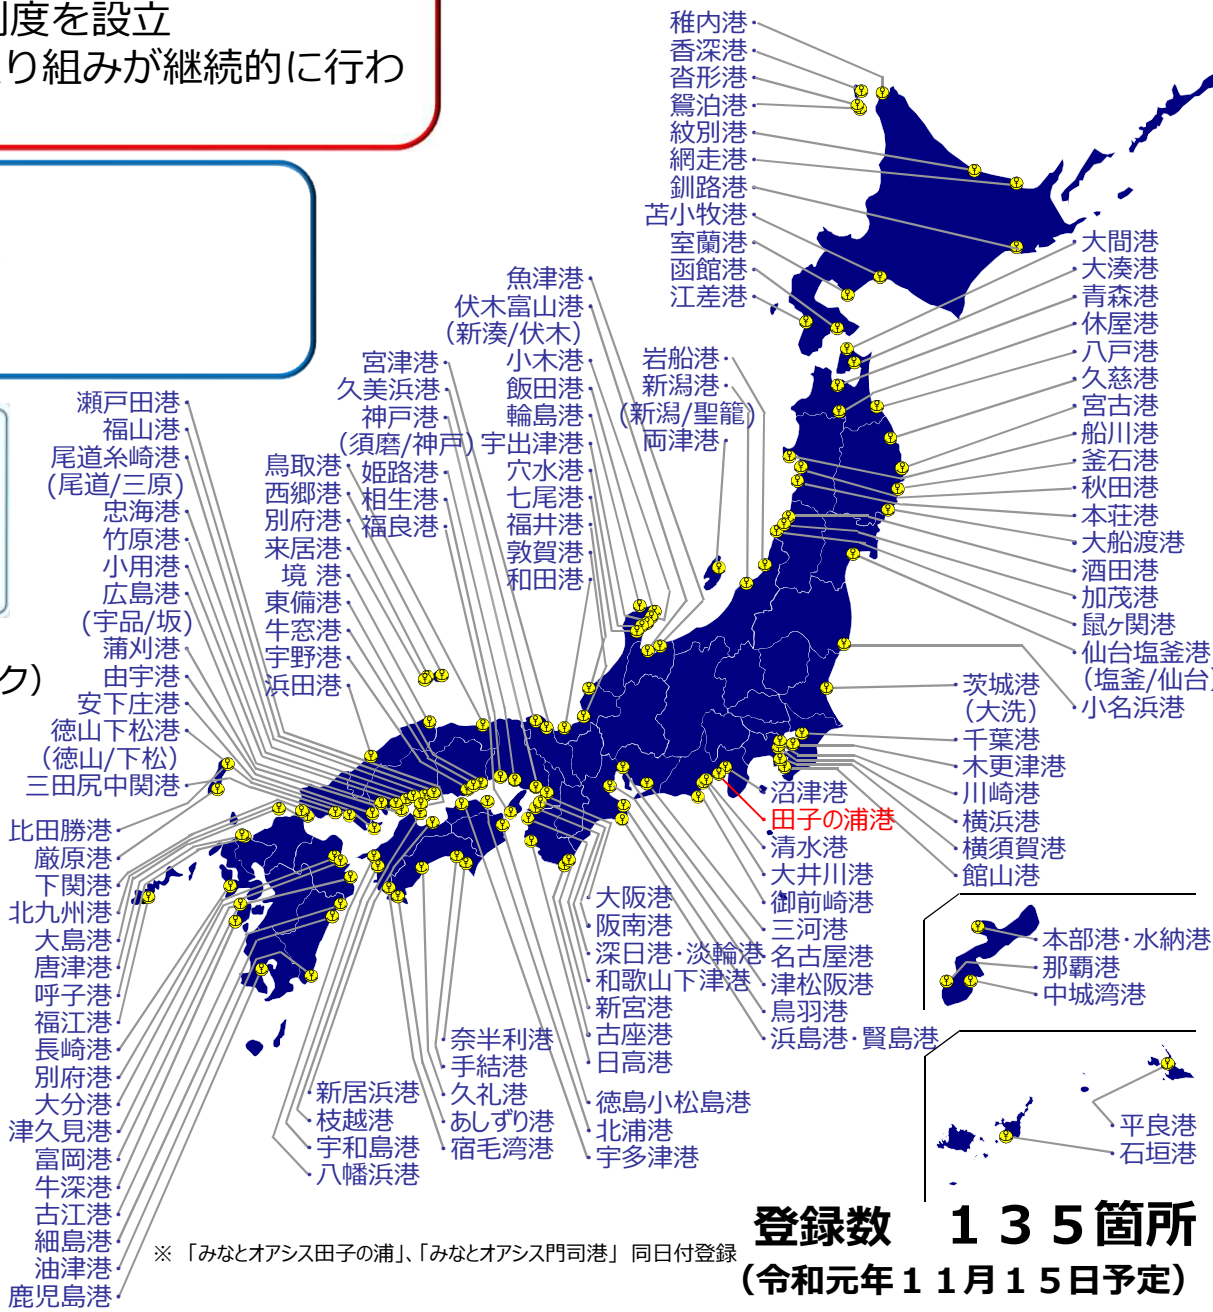 制度を設立
り組みが継続的に行わ
ク）
稚内港
香深港
沓形港
鴛泊港
紋別港
網走港
釧路港
苫小牧港
室蘭港
函館港
江差港
大間港
大湊港
青森港
休屋港
八戸港
久慈港
宮古港
船川港
釜石港
秋田港
本荘港
大船渡港
酒田港
加茂港
鼠ヶ関港
仙台塩釜港
(塩釜/仙台)
小名浜港
魚津港
伏木富山港
(新湊/伏木)
小木港
飯田港
輪島港
宇出津港
穴水港
七尾港
福井港
敦賀港
和田港
岩船港
新潟港
(新潟/聖籠)
両津港
宮津港
久美浜港
神戸港
(須磨/神戸)
姫路港
相生港
福良港
鳥取港
西郷港
別府港
来居港
境 港
東備港
牛窓港
宇野港
浜田港
瀬戸田港
福山港
尾道糸崎港
(尾道/三原)
忠海港
竹原港
小用港
広島港
(宇品/坂)
蒲刈港
由宇港
安下庄港
徳山下松港
(徳山/下松)
三田尻中関港
比田勝港
厳原港
下関港
北九州港
大島港
唐津港
呼子港
福江港
長崎港
別府港
大分港
津久見港
富岡港
牛深港
古江港
細島港
油津港
鹿児島港
新居浜港
枝越港
宇和島港
八幡浜港
奈半利港
手結港
久礼港
あしずり港
宿毛湾港
大阪港
阪南港
深日港・淡輪港
和歌山下津港
新宮港
古座港
日高港
徳島小松島港
北浦港
宇多津港
茨城港
(大洗)
千葉港
木更津港
川崎港
横浜港
横須賀港
館山港
沼津港
田子の浦港
清水港
大井川港
御前崎港
三河港
名古屋港
津松阪港
鳥羽港
浜島港・賢島港
本部港・水納港
那覇港
中城湾港
平良港
石垣港
※ 「みなとオアシス田子の浦」、「みなとオアシス門司港」 同日付登録
登録数　１３５箇所
（令和元年１１月１５日予定）